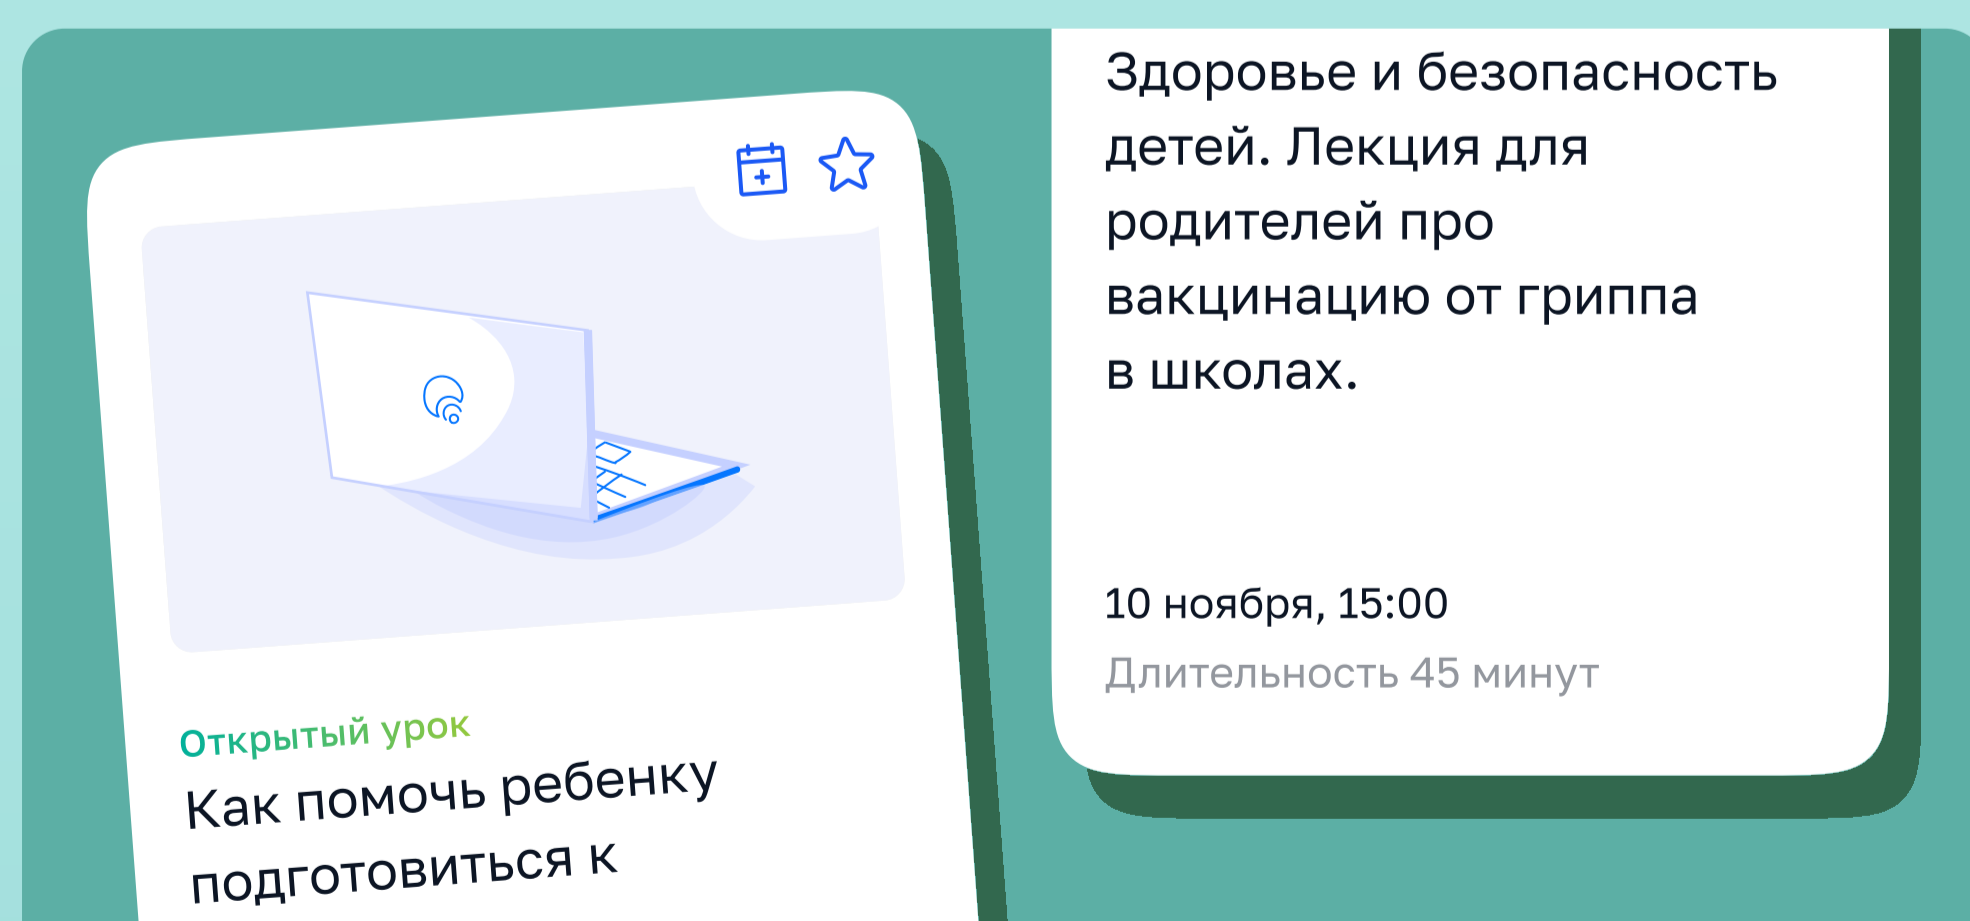 Открытый урок
Как помочь ребенку
подготовиться к
Здоровье и безопасность
детей. Лекция для
родителей про
вакцинацию от гриппа
в школах.
10 ноября, 15:00
Длительность 45 минут